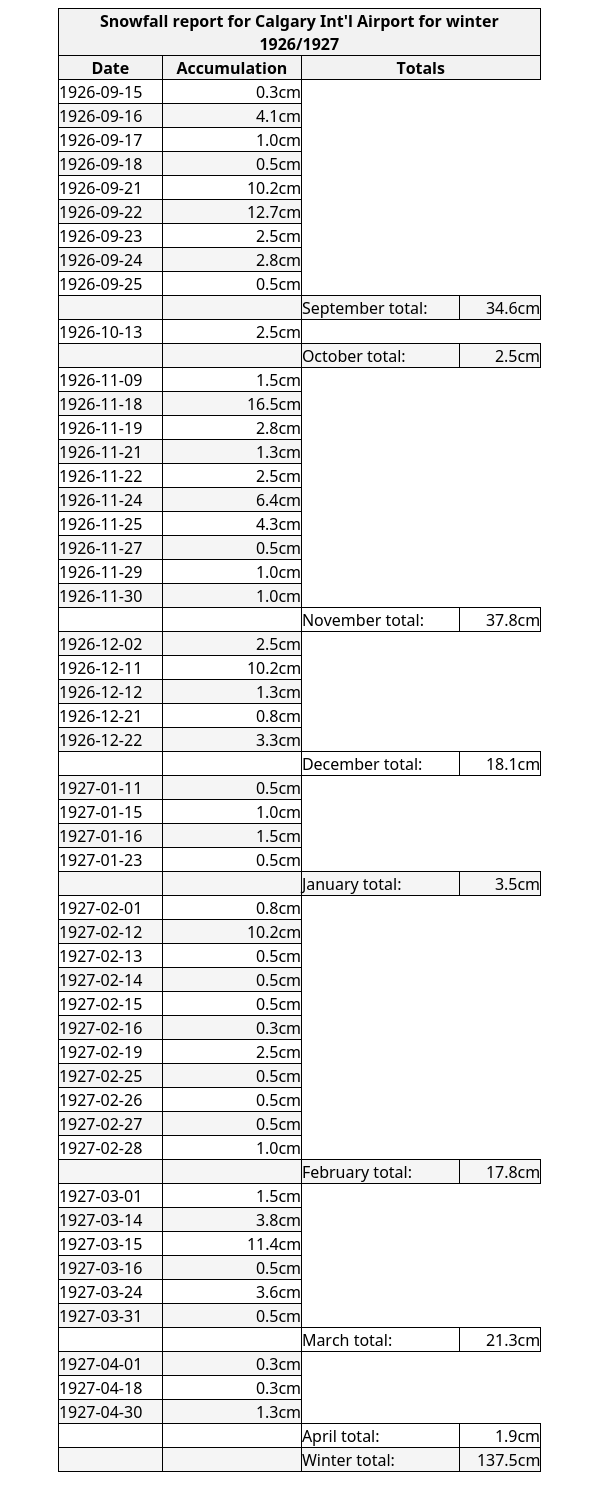 Snowfall report for Calgary Int'l Airport for winter
1926/1927
Date Accumulation Totals
1926-09-15 0.3cm
1926-09-16 4.1cm
1926-09-17 1.0cm
1926-09-18 0.5cm
1926-09-21 10.2cm
1926-09-22 12.7cm
1926-09-23 2.5cm
1926-09-24 2.8cm
1926-09-25 0.5cm
September total: 34.6cm
1926-10-13 2.5cm
October total: 2.5cm
1926-11-09 1.5cm
1926-11-18 16.5cm
1926-11-19 2.8cm
1926-11-21 1.3cm
1926-11-22 2.5cm
1926-11-24 6.4cm
1926-11-25 4.3cm
1926-11-27 0.5cm
1926-11-29 1.0cm
1926-11-30 1.0cm
November total: 37.8cm
1926-12-02 2.5cm
1926-12-11 10.2cm
1926-12-12 1.3cm
1926-12-21 0.8cm
1926-12-22 3.3cm
December total: 18.1cm
1927-01-11 0.5cm
1927-01-15 1.0cm
1927-01-16 1.5cm
1927-01-23 0.5cm
January total: 3.5cm
1927-02-01 0.8cm
1927-02-12 10.2cm
1927-02-13 0.5cm
1927-02-14 0.5cm
1927-02-15 0.5cm
1927-02-16 0.3cm
1927-02-19 2.5cm
1927-02-25 0.5cm
1927-02-26 0.5cm
1927-02-27 0.5cm
1927-02-28 1.0cm
February total: 17.8cm
1927-03-01 1.5cm
1927-03-14 3.8cm
1927-03-15 11.4cm
1927-03-16 0.5cm
1927-03-24 3.6cm
1927-03-31 0.5cm
March total: 21.3cm
1927-04-01 0.3cm
1927-04-18 0.3cm
1927-04-30 1.3cm
April total: 1.9cm
Winter total: 137.5cm